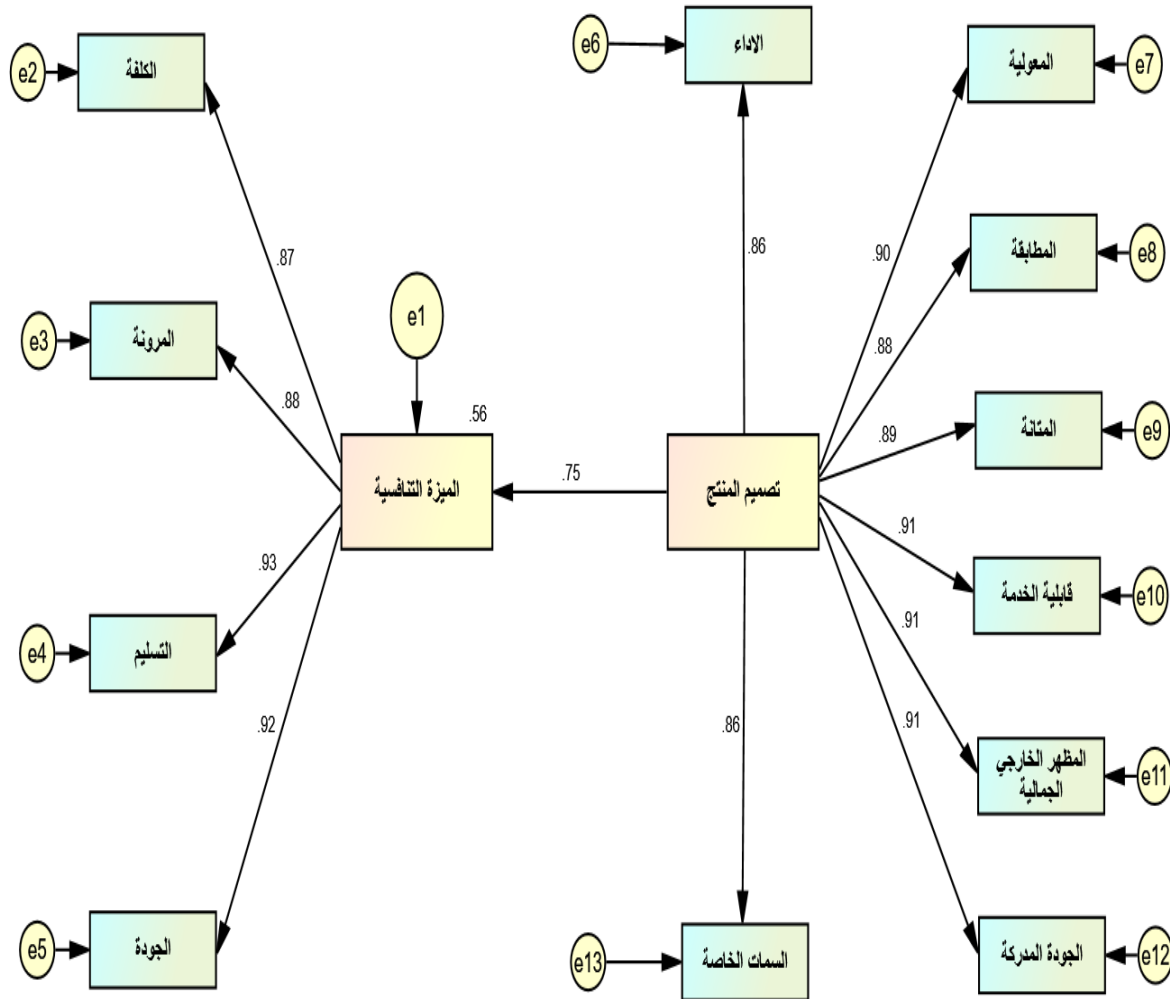 e2
الكلفة
e6
الاداء
المعولية
e7
.87
.86
.90
المطابقة
e8
e3
المرونة
e1
.88
.88
.56
.89
المتانة
e9
الميزة التنافسية
.75
تصميم المنتج
.91
.93
قابلية الخدمة
e10
e4
التسليم
.91
.92
.86
.91
المظهر الخارجي
الجمالية
e11
e5
الجودة
e13
السمات الخاصة
الجودة المدركة
e12